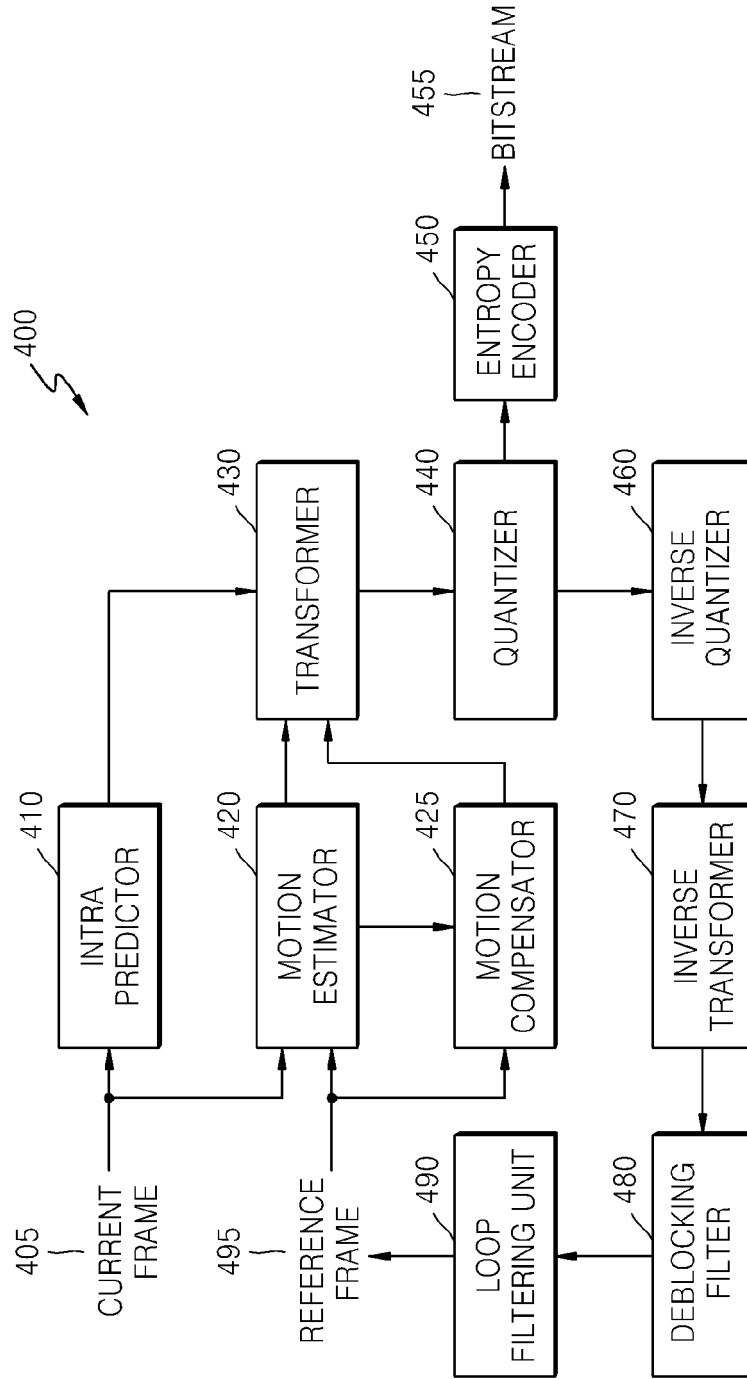 400
405
CURRENT
FRAME
410
INTRA
PREDICTOR
495
REFERENCE
FRAME
420
MOTION
ESTIMATOR
430
TRANSFORMER
425
MOTION
COMPENSATOR
440
QUANTIZER
450
ENTROPY
ENCODER
455
BITSTREAM
490
LOOP
FILTERING UNIT
480
DEBLOCKING
FILTER
470
INVERSE
TRANSFORMER
460
INVERSE
QUANTIZER